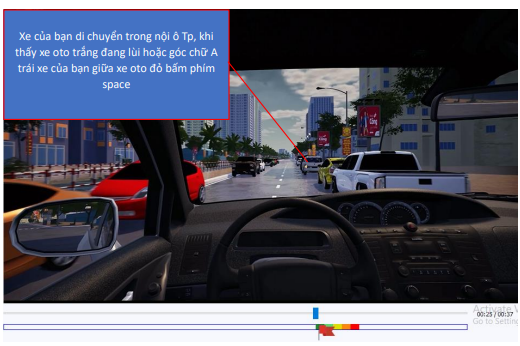 Xe của bạn di chuyển trong nội ô Tp, khi
thấy xe oto trắng đang lùi hoặc góc chữ A
trái xe của bạn giữa xe oto đỏ bấm phím
space
Activate
00:25 / 00:37
Go to Setting